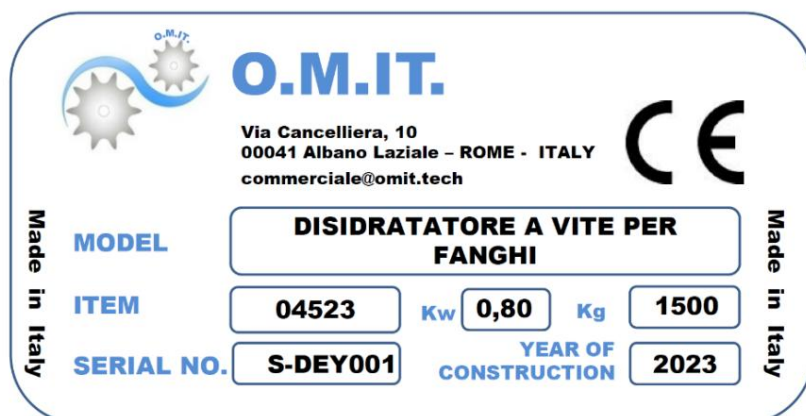 O.M.IT.
O.M.IT.
Via Cancelliera, 10
00041 Albano Laziale – ROME - ITALY
commerciale@omit.tech
CE
Made in Italy
MODEL
DISIDRATATORE A VITE PER
FANGHI
ITEM 04523 Kw 0,80 Kg 1500
SERIAL NO. S-DEY001
YEAR OF
CONSTRUCTION 2023
Made in Italy